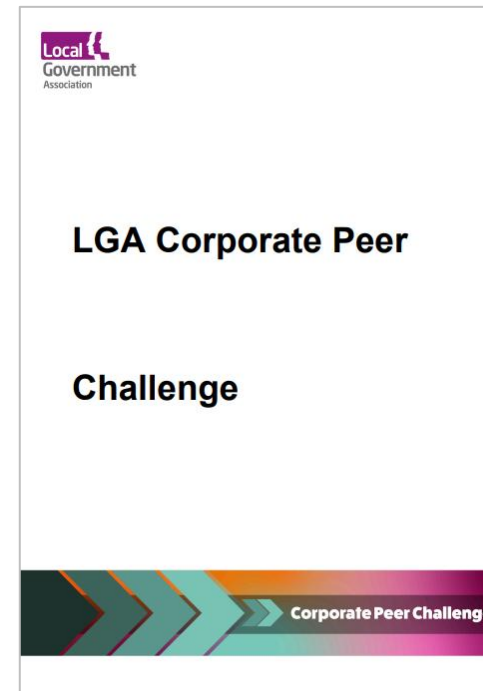 Local
Government
Association
LGA Corporate Peer
Challenge
Corporate Peer Challeng